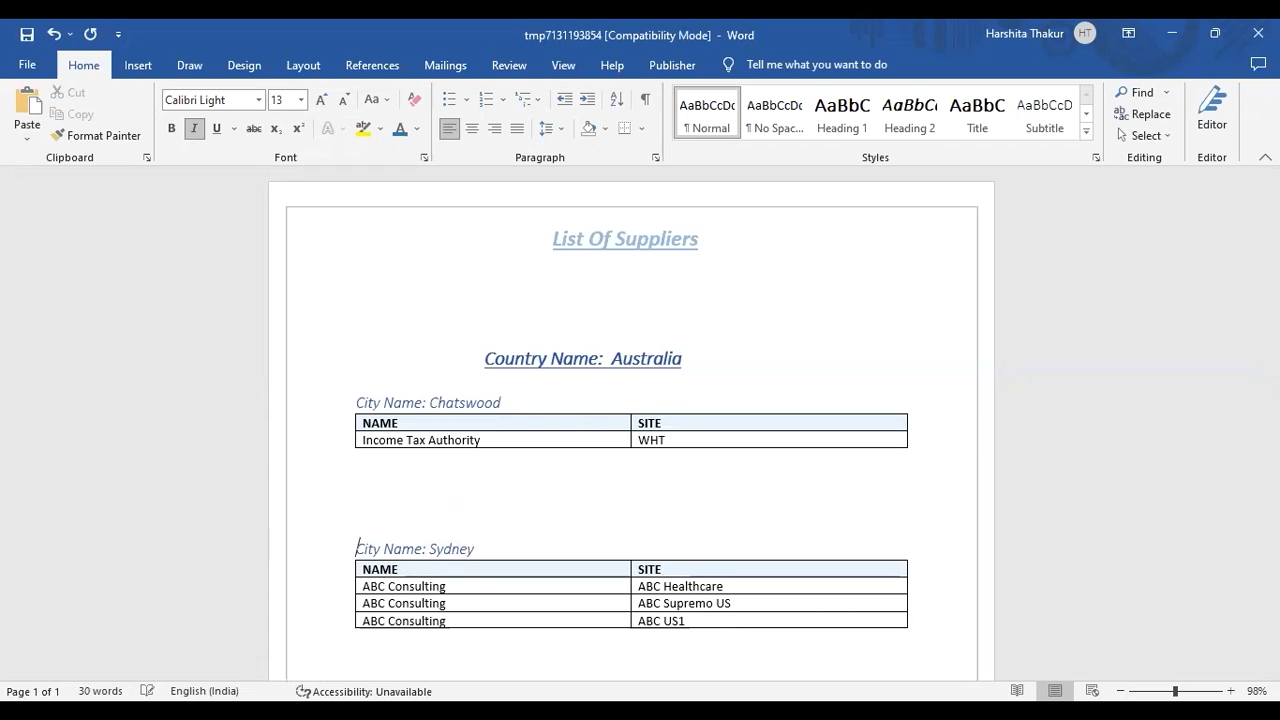 tmp7131193854 [Compatibility Mode] - Word
Harshita Thakur HT
File Home Insert Draw Design Layout References Mailings Review View Help Publisher Tell me what you want to do
Paste
Cut
Copy
Format Painter
Clipboard
Calibri Light 13
Aa
B I U abc x₂ x²
A A
Font
Paragraph
AaBbCcDc AaBbCcDc AaBbC AaBbCc AaBbC AaBbCcD
¶ Normal ¶ No Spac... Heading 1 Heading 2 Title Subtitle
Styles
Find
Replace
Select
Editing
Editor
Editor
List Of Suppliers
Country Name: Australia
City Name: Chatswood
NAME SITE
Income Tax Authority WHT
City Name: Sydney
NAME SITE
ABC Consulting ABC Healthcare
ABC Consulting ABC Supremo US
ABC Consulting ABC US1
Page 1 of 1 30 words English (India) Accessibility: Unavailable 98%